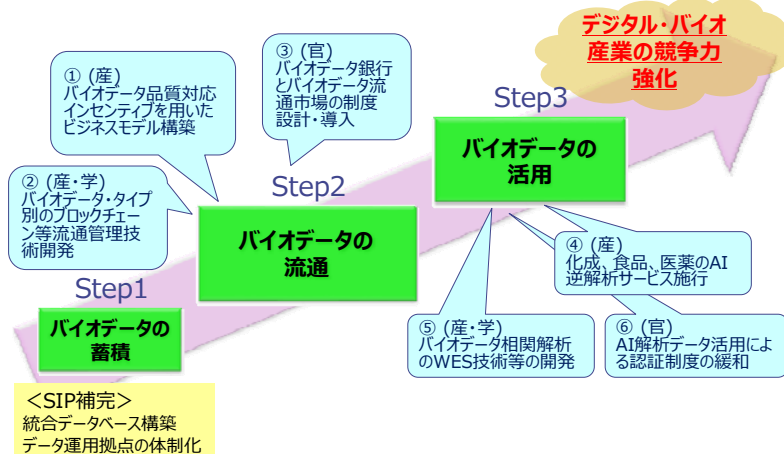 デジタル・バイオ
産業の競争力
強化
① (産)
バイオデータ品質対応
インセンティブを用いた
ビジネスモデル構築
③ (官)
バイオデータ銀行
とバイオデータ流
通市場の制度
設計・導入
② (産・学)
バイオデータ・タイプ
別のブロックチェー
ン等流通管理技
術開発
Step3
バイオデータの
活用
Step2
バイオデータの
流通
Step1
バイオデータの
蓄積
④ (産)
化成、食品、医薬のAI
逆解析サービス施行
⑤ (産・学)
バイオデータ相関解析
のWES技術等の開発
⑥ (官)
AI解析データ活用によ
る認証制度の緩和
<SIP補完>
統合データベース構築
データ運用拠点の体制化